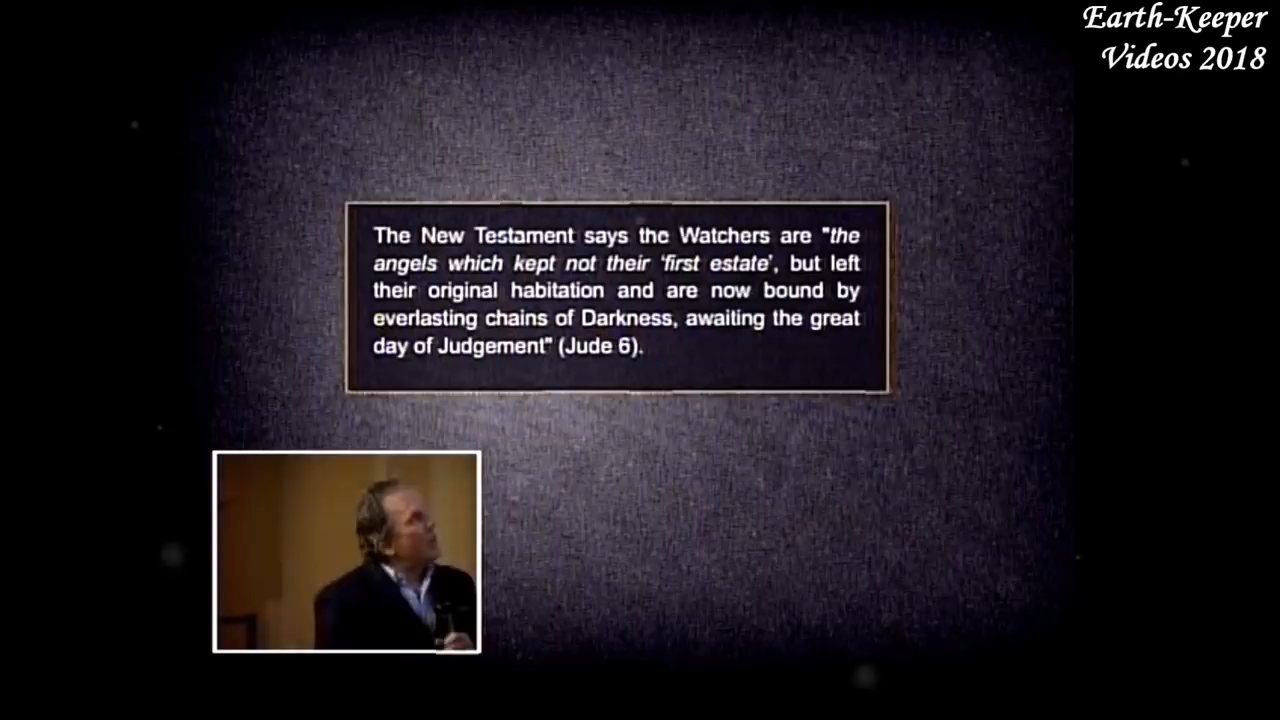 Earth-Keeper
Videos 2018
The New Testament says the Watchers are "the
angels which kept not their 'first estate', but left
their original habitation and are now bound by
everlasting chains of Darkness, awaiting the great
day of Judgement" (Jude 6).